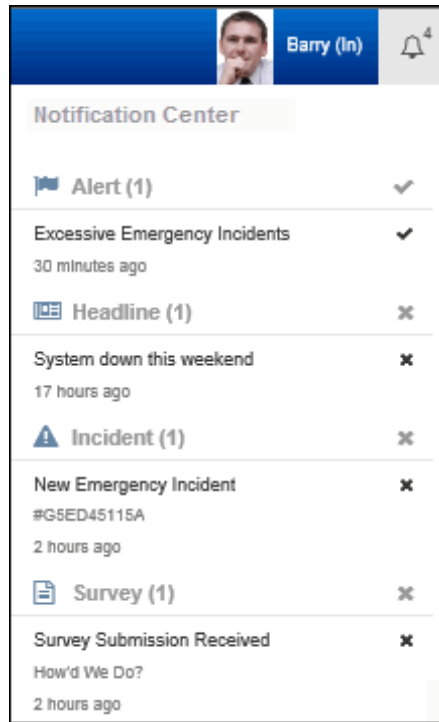 Barry (In)
4
Notification Center
Alert (1)
Excessive Emergency Incidents
30 minutes ago
Headline (1)
System down this weekend
17 hours ago
Incident (1)
New Emergency Incident
#G5ED45115A
2 hours ago
Survey (1)
Survey Submission Received
How'd We Do?
2 hours ago